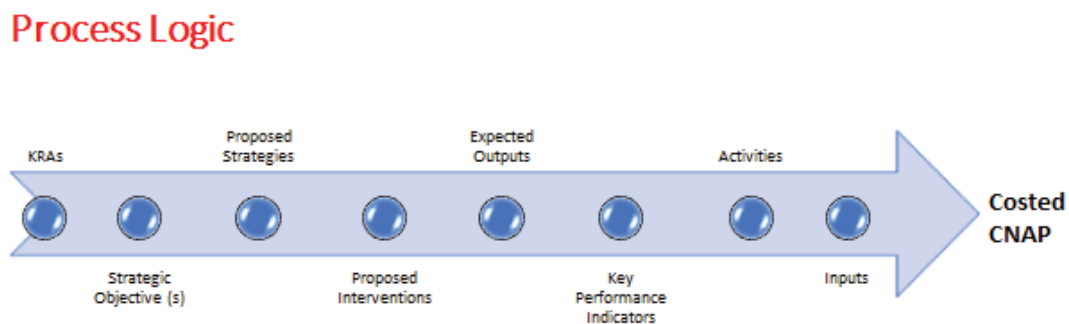 Process Logic
KRAs
Strategic
Objective (s)
Proposed
Strategies
Proposed
Interventions
Expected
Outputs
Key
Performance
Indicators
Activities
Inputs
Costed
CNAP